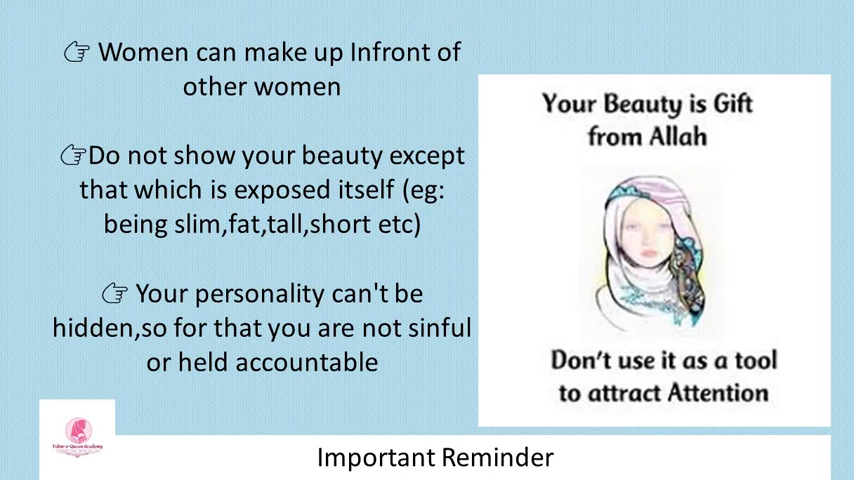 ☞ Women can make up Infront of
other women
☞Do not show your beauty except
that which is exposed itself (eg:
being slim,fat,tall,short etc)
☞ Your personality can't be
hidden,so for that you are not sinful
or held accountable
Your Beauty is Gift
from Allah
Don't use it as a tool
to attract Attention
Fahm-e-Quran Academy
Important Reminder